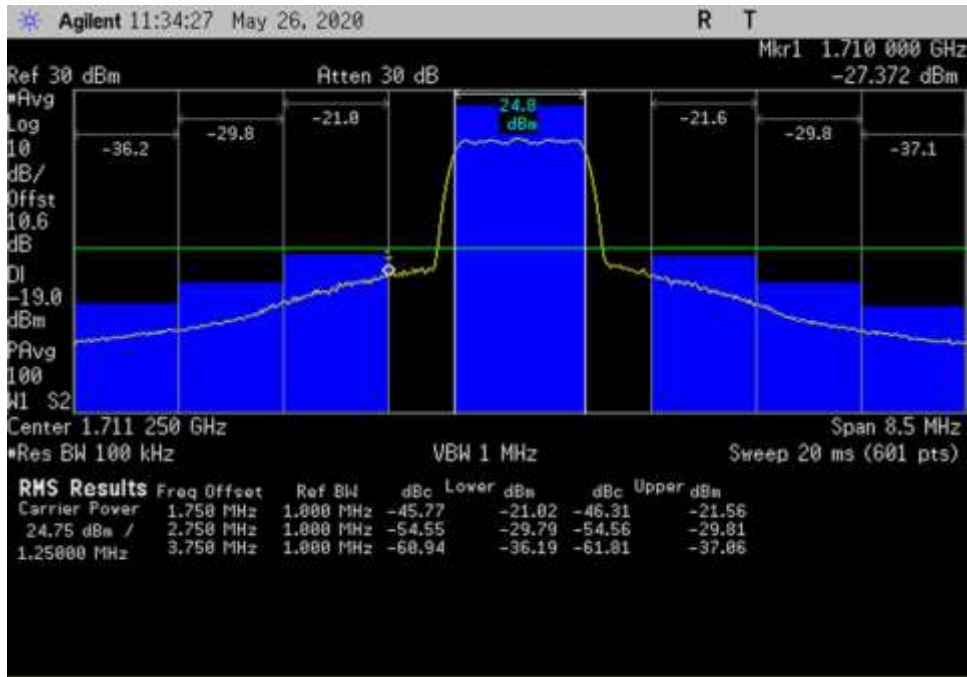 Agilent 11:34:27 May 26, 2020 R T
Mkr1 1.710 000 GHz
Ref 30 dBm Atten 30 dB -27.372 dBm
*Avg
Log
10
dB/
Offst
10.6
dB
DI
-19.0
dBm
PAvg
100
W1 S2
24.8
dBm
-36.2 -29.8 -21.0 -21.6 -29.8 -37.1
Center 1.711 250 GHz Span 8.5 MHz
*Res BW 100 kHz VBW 1 MHz Sweep 20 ms (601 pts)
RMS Results Freq Offset Ref BW dBc Lower dBm dBc Upper dBm
Carrier Power 1.750 MHz 1.000 MHz -45.77 -21.02 -46.31 -21.56
24.75 dBm / 2.750 MHz 1.000 MHz -54.55 -29.79 -54.56 -29.81
1.25000 MHz 3.750 MHz 1.000 MHz -60.94 -36.19 -61.81 -37.06